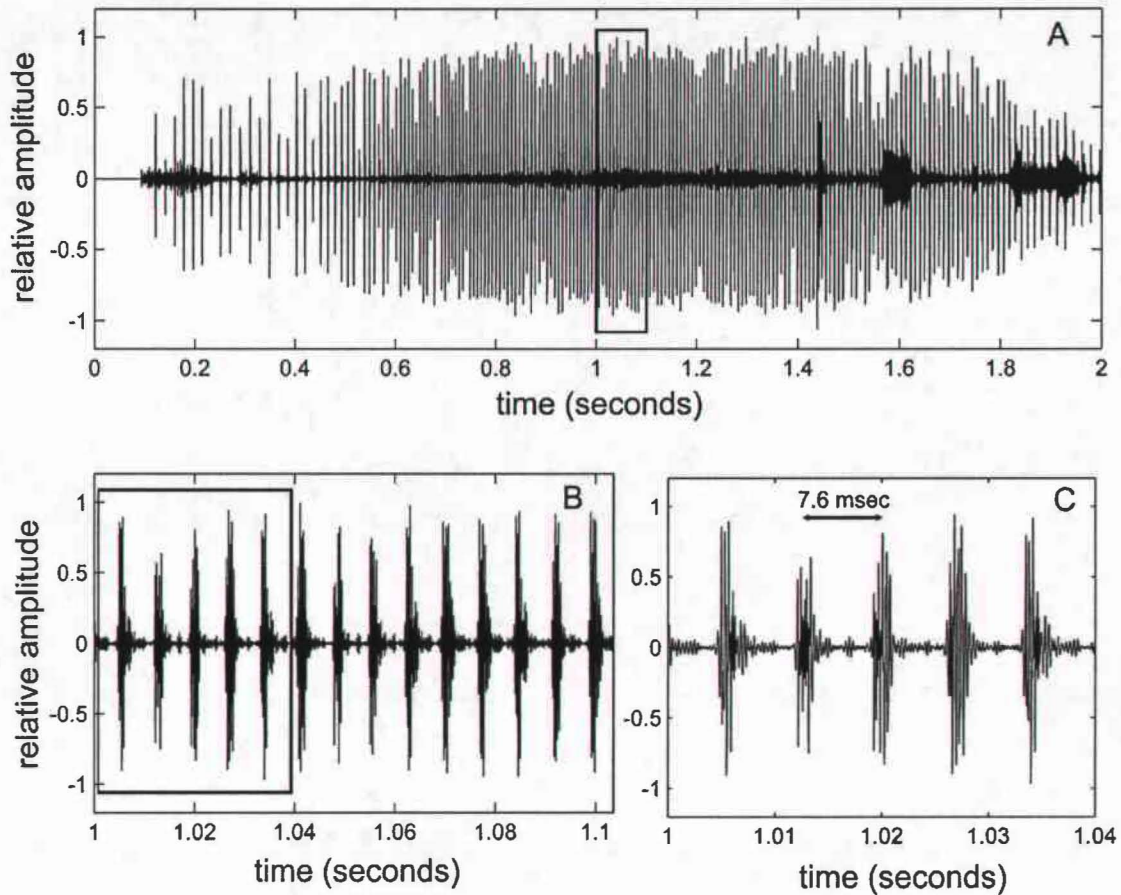 A
relative amplitude
1
0.5
0
-0.5
-1
0 0.2 0.4 0.6 0.8 1 1.2 1.4 1.6 1.8 2
time (seconds)
B
relative amplitude
1
0.5
0
-0.5
-1
1 1.02 1.04 1.06 1.08 1.1
time (seconds)
C
7.6 msec
1
0.5
0
-0.5
-1
1 1.01 1.02 1.03 1.04
time (seconds)